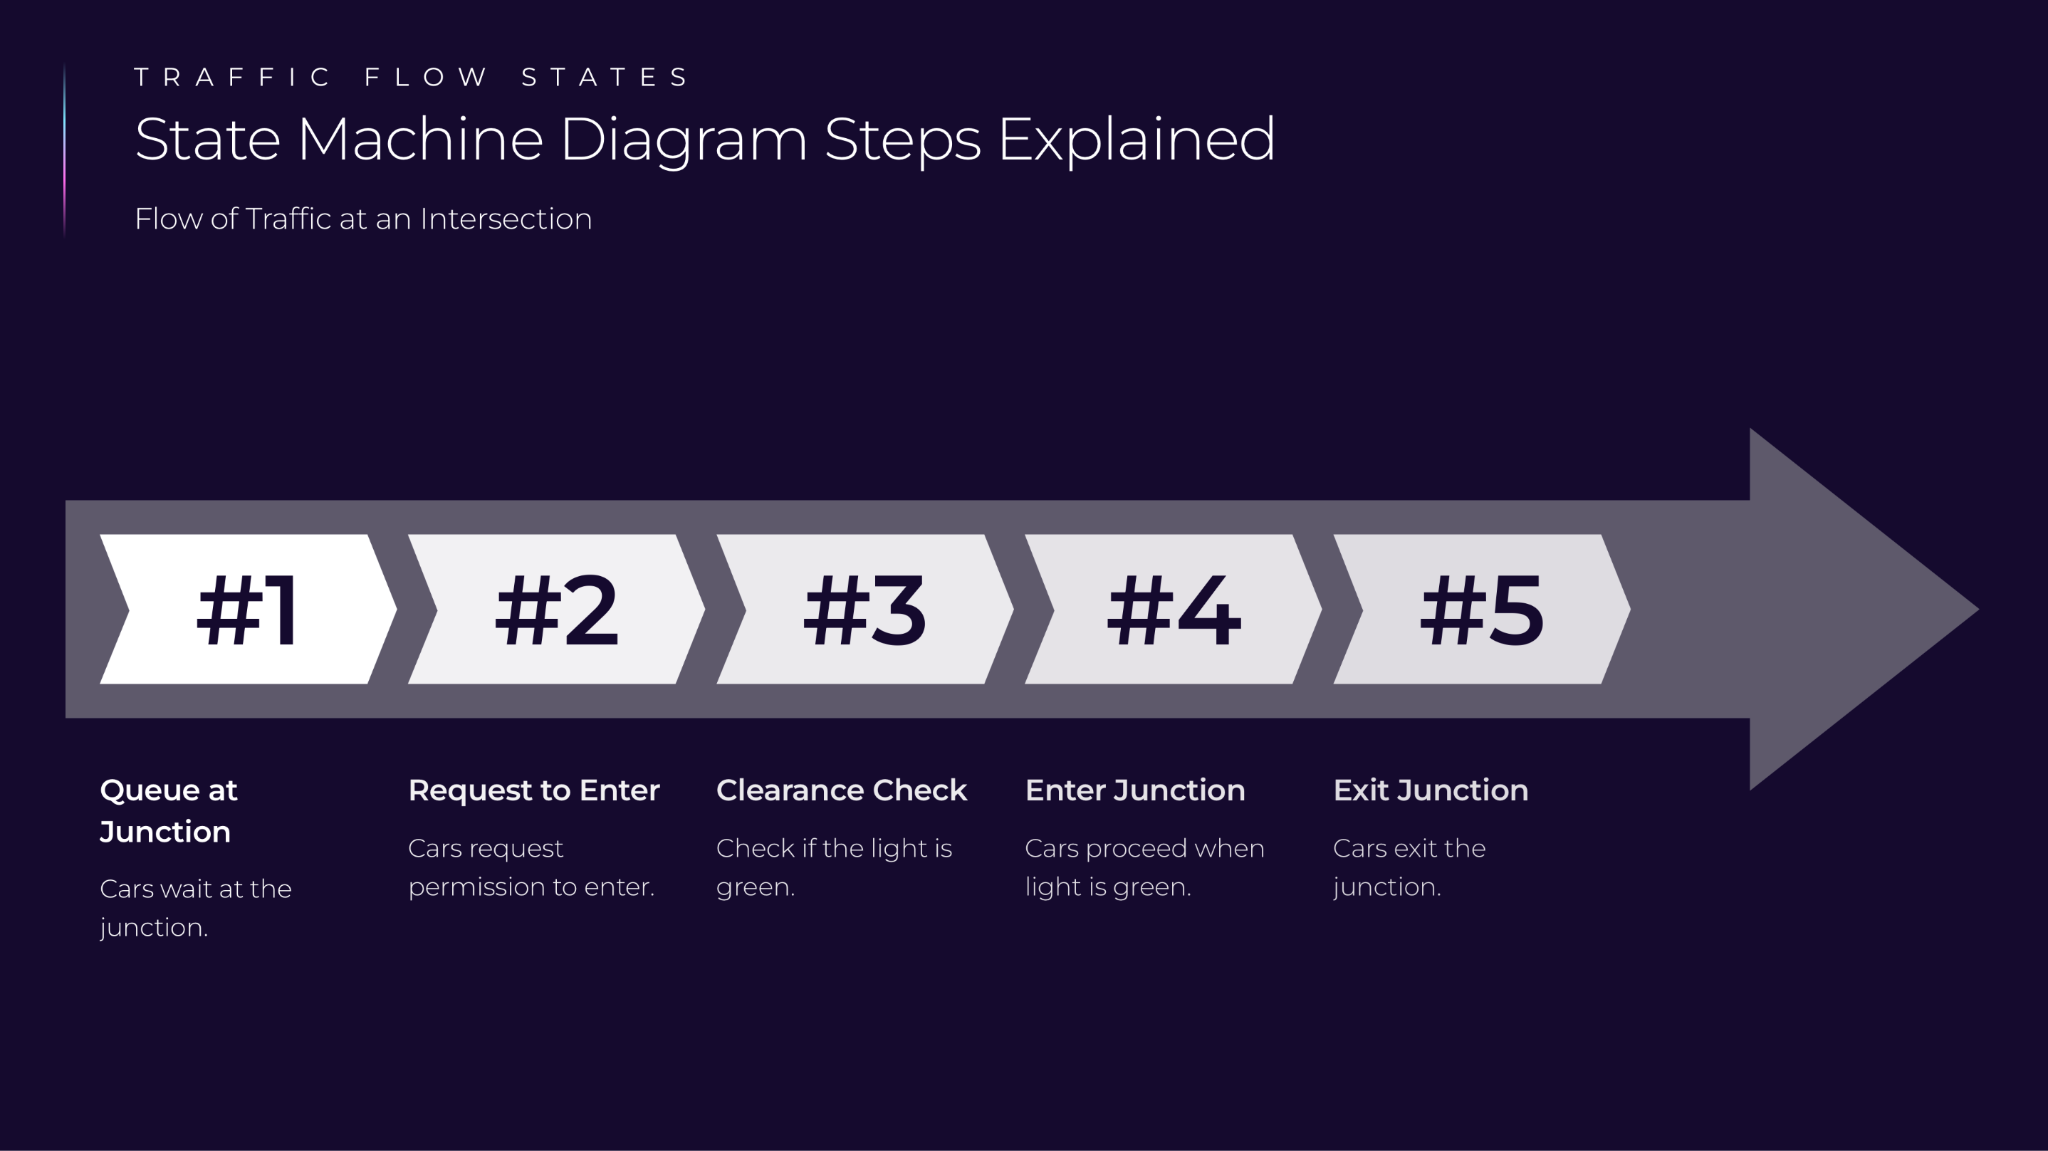 TRAFFIC FLOW STATES
State Machine Diagram Steps Explained
Flow of Traffic at an Intersection
#1
#2
#3
#4
#5
Queue at
Junction
Cars wait at the
junction.
Request to Enter
Cars request
permission to enter.
Clearance Check
Check if the light is
green.
Enter Junction
Cars proceed when
light is green.
Exit Junction
Cars exit the
junction.